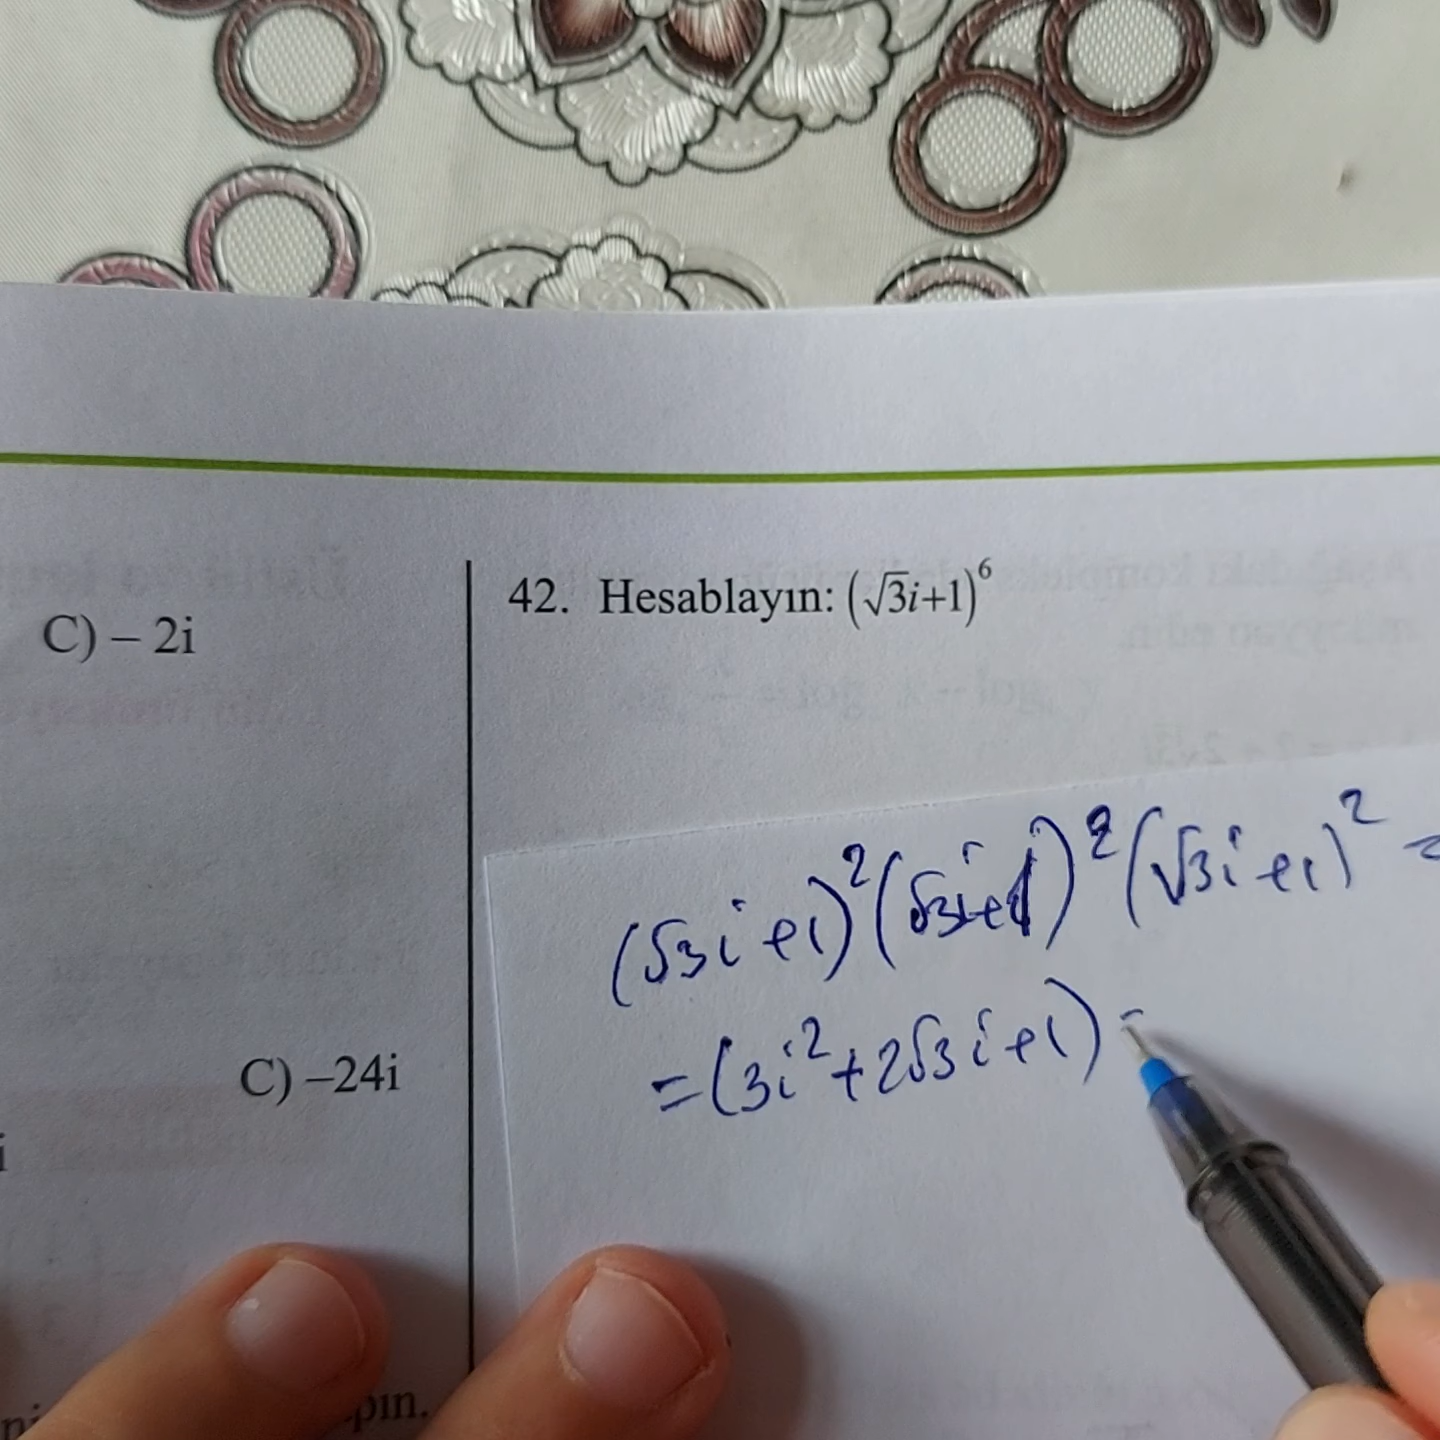 C) – 2i
C) –24i
i
pın.
42. Hesablayın: (√3i+1)⁶
(√3i+1)²(√3i+1)²(√3i+1)² =
=(3i²+2√3i+1) =